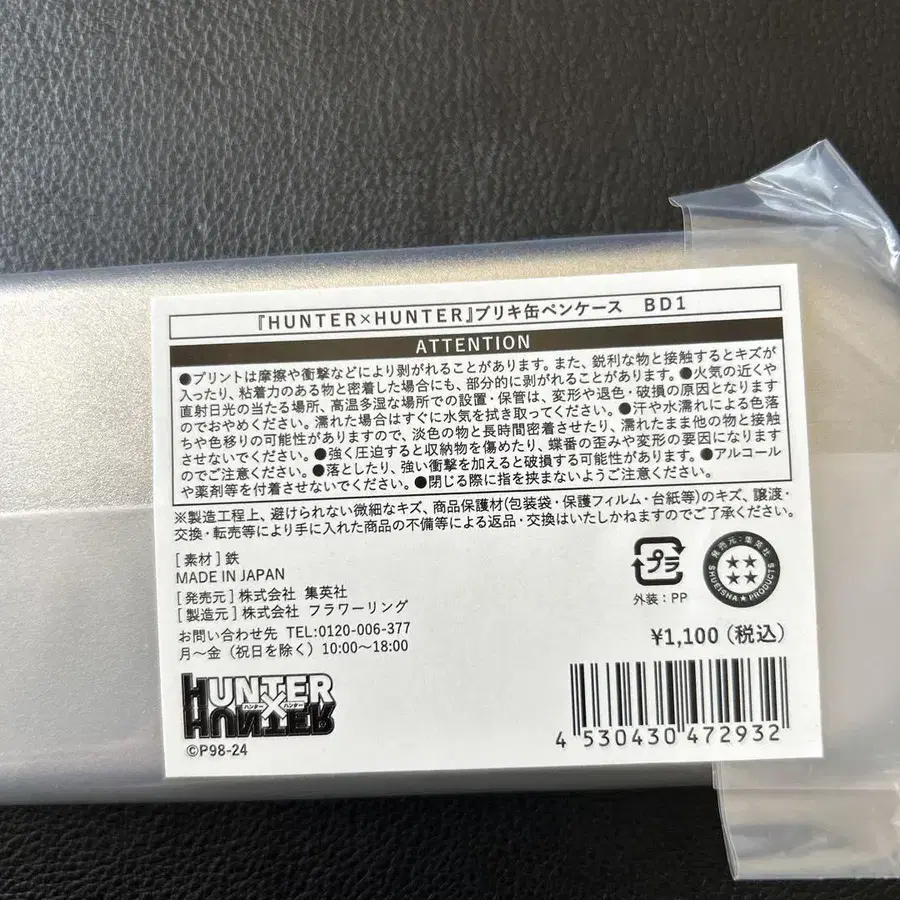 『HUNTER×HUNTER』ブリキ缶ペンケース BD1
ATTENTION
●プリントは摩擦や衝撃などにより剥がれることがあります。また、鋭利な物と接触するとキズが
入ったり、粘着力のある物と密着した場合にも、部分的に剥がれることがあります。●火気の近くや
直射日光の当たる場所、高温多湿な場所での設置・保管は、変形や退色・破損の原因となります
のでおやめください。濡れた場合はすぐに水気を拭き取ってください。●汗や水濡れによる色落
ちや色移りの可能性がありますので、淡色の物と長時間密着させたり、濡れたまま他の物と接触
させないでください。●強く圧迫すると収納物を傷めたり、蝶番の歪みや変形の要因になります
のでご注意ください。●落としたり、強い衝撃を加えると破損する可能性があります。●アルコール
や薬剤等を付着させないでください。●閉じる際に指を挟まないようご注意ください。
※製造工程上、避けられない微細なキズ、商品保護材(包装袋・保護フィルム・台紙等)のキズ、譲渡・
交換・転売等により手に入れた商品の不備等による返品・交換はいたしかねますのでご了承ください。
[素材]鉄
MADE IN JAPAN
[発売元]株式会社 集英社
[製造元]株式会社 フラワーリング
お問い合わせ先 TEL:0120-006-377
月～金(祝日を除く)10:00～18:00
プラ
外装:PP
発売元:集英社
SHUEISHA★PRODUCTS
¥1,100(税込)
HUNTER
ハンター×ハンター
HUNTER
©P98-24
4 530430 472932